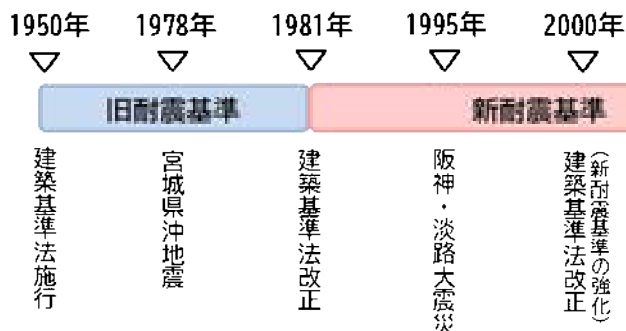 1950年
1978年
1981年
1995年
2000年
旧耐震基準
新耐震基準
建築基準法施行
宮城県沖地震
建築基準法改正
阪神・淡路大震災
建築基準法改正
(新耐震基準の強化)